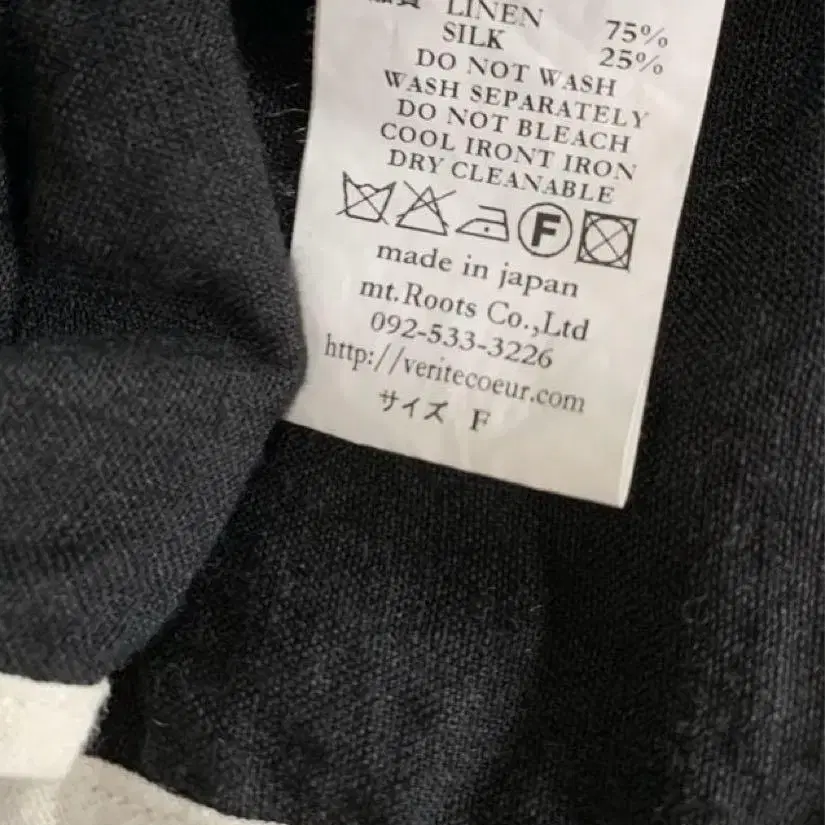 LINEN 75%
SILK 25%
DO NOT WASH
WASH SEPARATELY
DO NOT BLEACH
COOL IRONT IRON
DRY CLEANABLE
F
made in japan
mt.Roots Co.,Ltd
092-533-3226
http://veritecoeur.com
サイズ F